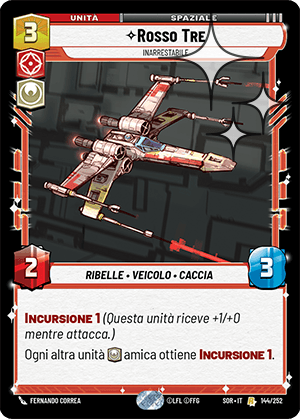 UNITÀ SPAZIALE
3
✧Rosso Tre
INARRESTABILE
2
3
RIBELLE • VEICOLO • CACCIA
INCURSIONE 1 (Questa unità riceve +1/+0
mentre attacca.)
Ogni altra unità amica ottiene INCURSIONE 1.
FERNANDO CORREA
©LFL ©FFG
SOR • IT
144/252